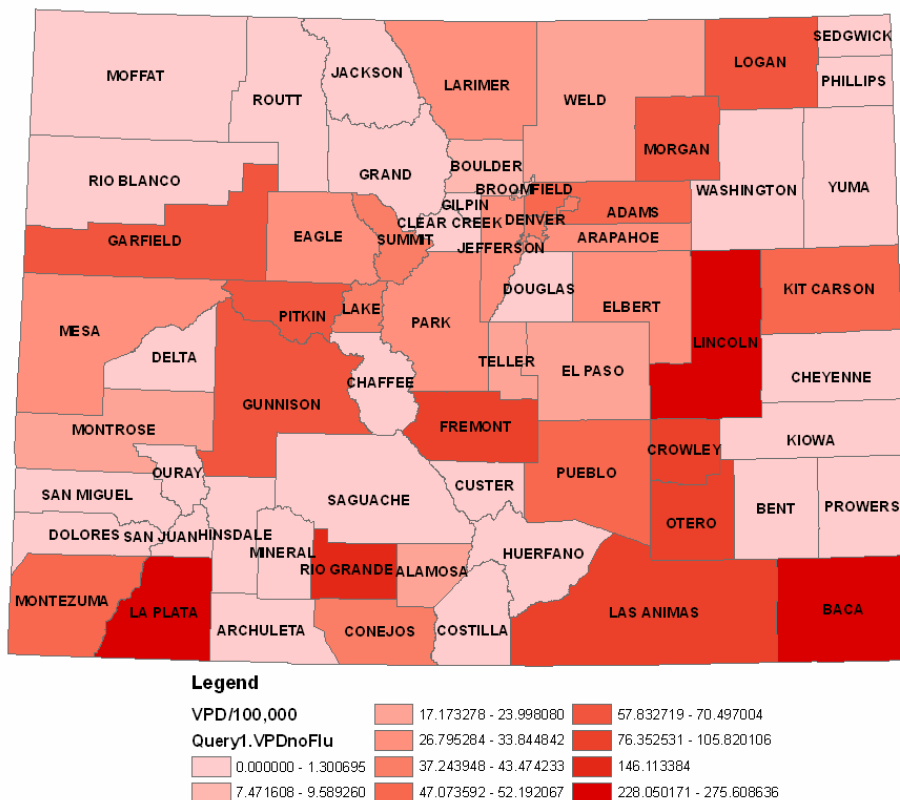 SEDGWICK
MOFFAT
JACKSON
LOGAN
ROUTT
LARIMER
WELD
PHILLIPS
MORGAN
BOULDER
GRAND
RIO BLANCO
BROOMFIELD
WASHINGTON
YUMA
GILPIN
CLEAR CREEK
DENVER
ADAMS
GARFIELD
EAGLE
SUMMIT
JEFFERSON
ARAPAHOE
DOUGLAS
ELBERT
KIT CARSON
PITKIN
LAKE
PARK
MESA
LINCOLN
DELTA
TELLER
EL PASO
CHEYENNE
CHAFFEE
GUNNISON
MONTROSE
FREMONT
KIOWA
CROWLEY
OURAY
PUEBLO
SAN MIGUEL
SAGUACHE
CUSTER
BENT
PROWERS
OTERO
DOLORES
SAN JUAN
HINSDALE
MINERAL
HUERFANO
RIO GRANDE
ALAMOSA
MONTEZUMA
LA PLATA
ARCHULETA
CONEJOS
COSTILLA
LAS ANIMAS
BACA
Legend
VPD/100,000
Query1.VPDnoFlu
0.000000 - 1.300695
7.471608 - 9.589260
17.173278 - 23.998080
26.795284 - 33.844842
37.243948 - 43.474233
47.073592 - 52.192067
57.832719 - 70.497004
76.352531 - 105.820106
146.113384
228.050171 - 275.608636